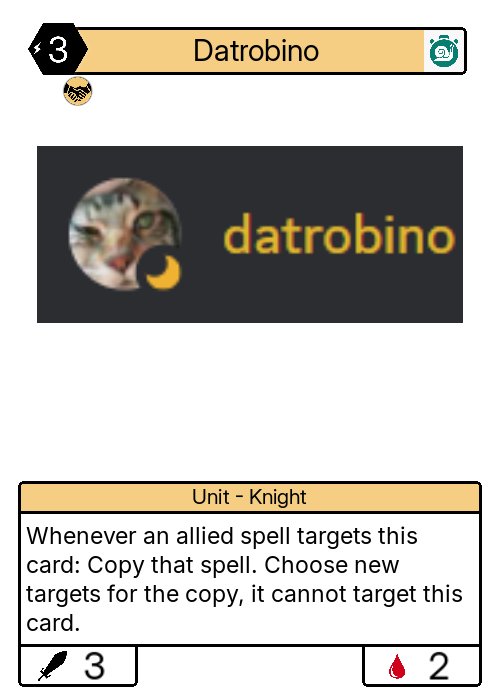 3
Datrobino
datrobino
Unit - Knight
Whenever an allied spell targets this
card: Copy that spell. Choose new
targets for the copy, it cannot target this
card.
3
2